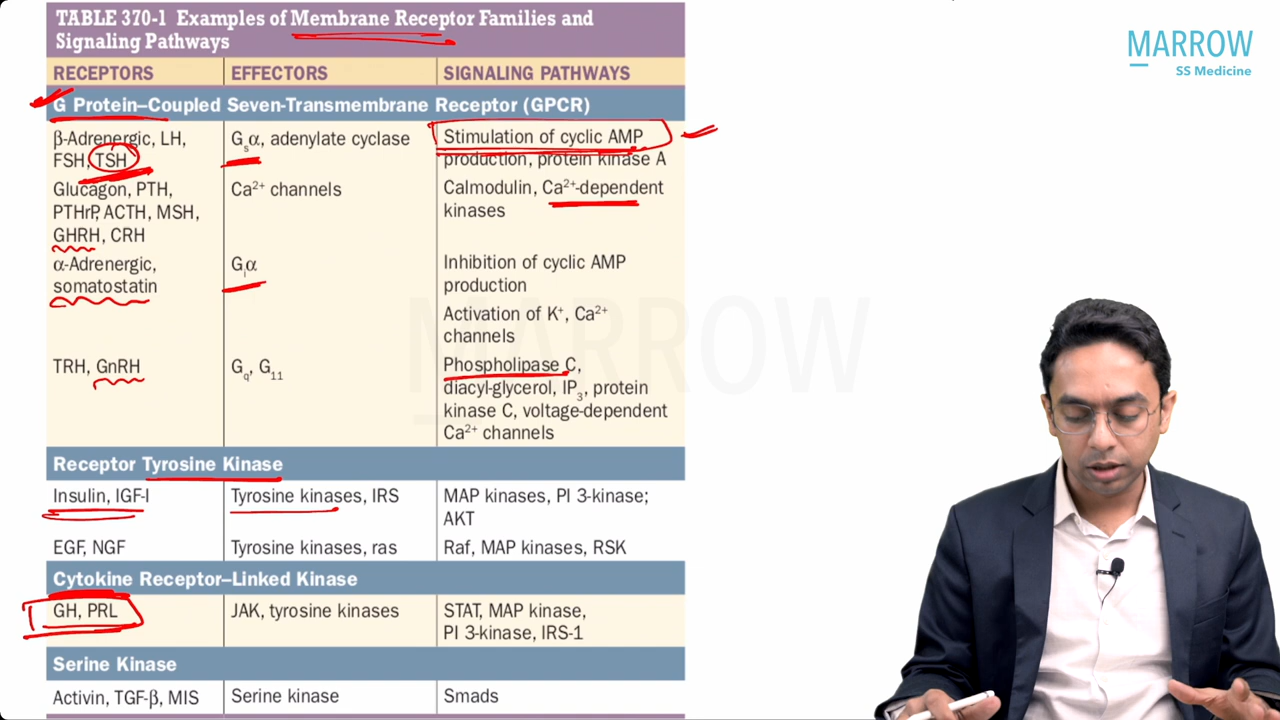 TABLE 370-1 Examples of Membrane Receptor Families and
Signaling Pathways
MARROW
SS Medicine
RECEPTORS EFFECTORS SIGNALING PATHWAYS
G Protein–Coupled Seven-Transmembrane Receptor (GPCR)
β-Adrenergic, LH, Gsα, adenylate cyclase Stimulation of cyclic AMP
FSH, TSH production, protein kinase A
Glucagon, PTH, Ca²⁺ channels Calmodulin, Ca²⁺-dependent
PTHrP, ACTH, MSH, kinases
GHRH, CRH
α-Adrenergic, Giα Inhibition of cyclic AMP
somatostatin production
Activation of K⁺, Ca²⁺
channels
MARROW
TRH, GnRH Gq, G11 Phospholipase C,
diacyl-glycerol, IP3, protein
kinase C, voltage-dependent
Ca²⁺ channels
Receptor Tyrosine Kinase
Insulin, IGF-I Tyrosine kinases, IRS MAP kinases, PI 3-kinase;
AKT
EGF, NGF Tyrosine kinases, ras Raf, MAP kinases, RSK
Cytokine Receptor–Linked Kinase
GH, PRL JAK, tyrosine kinases STAT, MAP kinase,
PI 3-kinase, IRS-1
Serine Kinase
Activin, TGF-β, MIS Serine kinase Smads